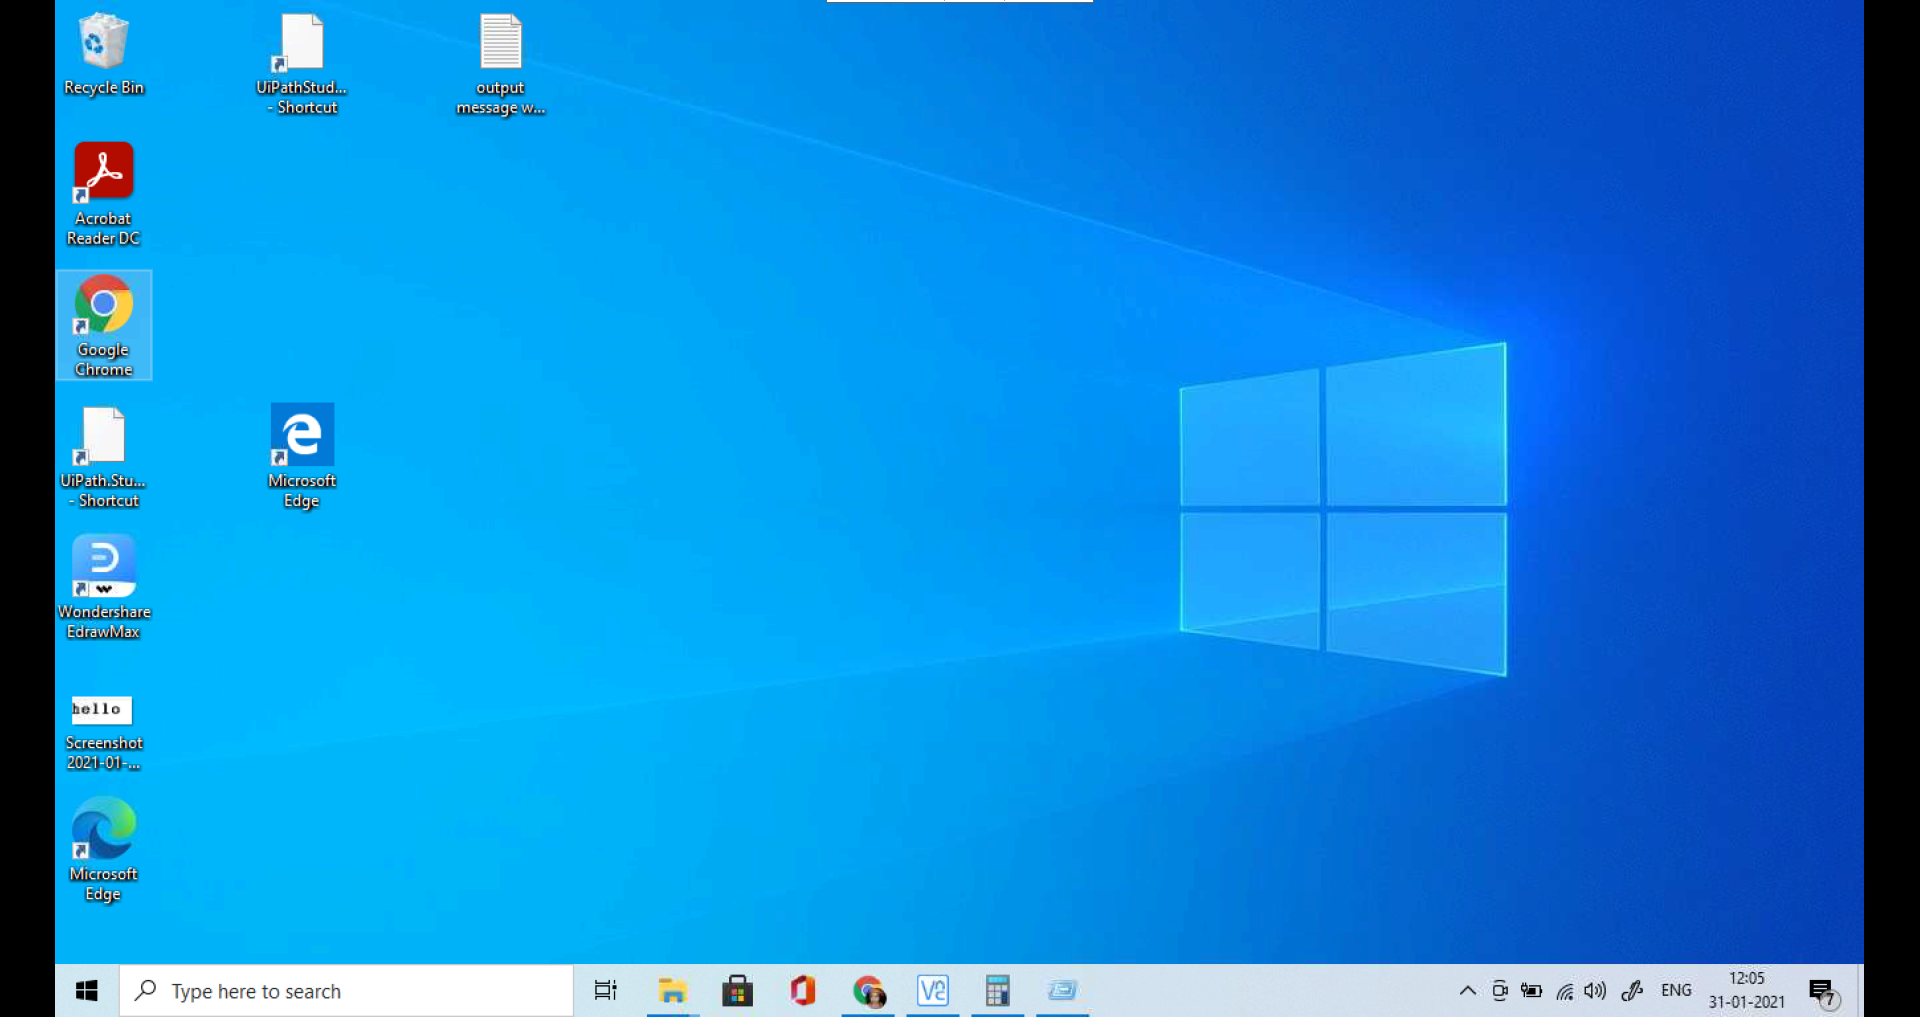 Recycle Bin
UiPathStud...
- Shortcut
output
message w...
Acrobat
Reader DC
Google
Chrome
UiPath.Stu...
- Shortcut
Microsoft
Edge
Wondershare
EdrawMax
hello
Screenshot
2021-01-...
Microsoft
Edge
Type here to search
ENG
12:05
31-01-2021
7